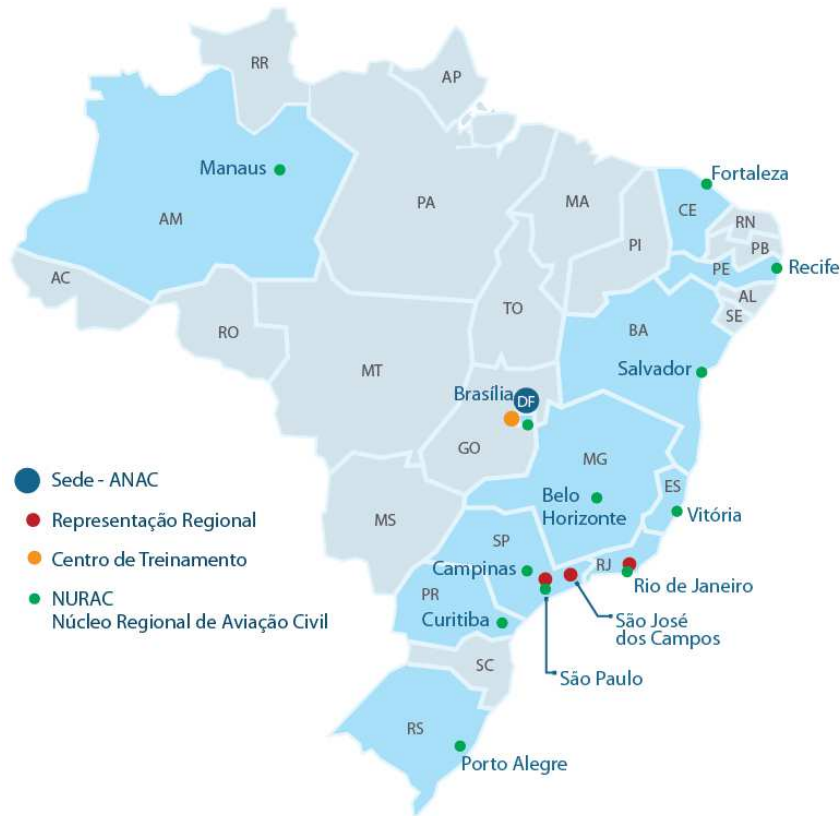 RR
AP
Manaus
Fortaleza
AM
PA
MA
CE
RN
PI
PB
PE
Recife
AC
AL
TO
SE
RO
BA
MT
Salvador
Brasília
DF
GO
MG
Sede - ANAC
ES
Belo
Horizonte
Vitória
MS
Representação Regional
SP
Centro de Treinamento
RJ
Campinas
Rio de Janeiro
PR
NURAC
Núcleo Regional de Aviação Civil
Curitiba
São José
dos Campos
SC
São Paulo
RS
Porto Alegre